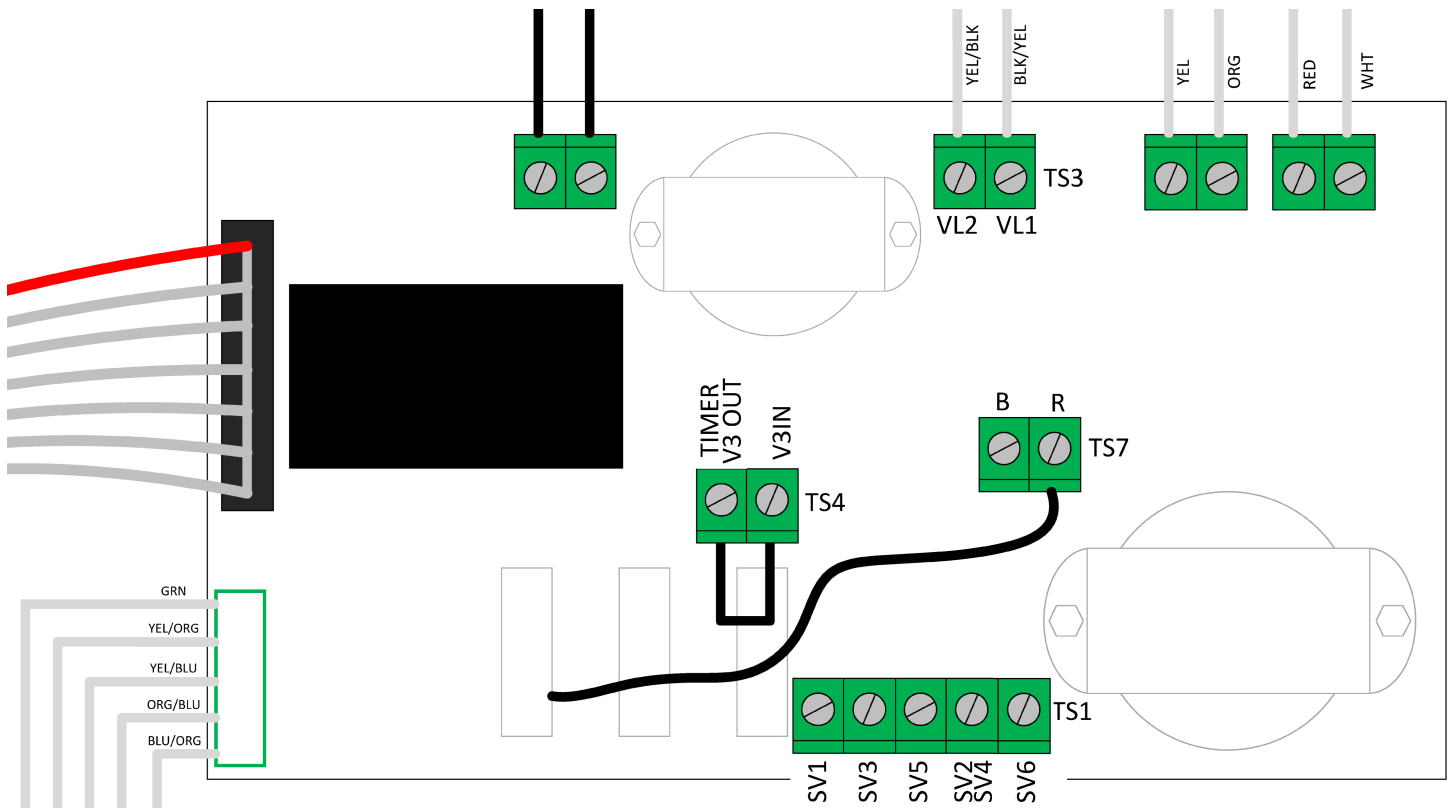 YEL/BLK
BLK/YEL
YEL
ORG
RED
WHT
TS3
VL2
VL1
TIMER
V3 OUT
V3IN
TS4
B
R
TS7
GRN
YEL/ORG
YEL/BLU
ORG/BLU
BLU/ORG
TS1
SV1
SV3
SV5
SV2
SV4
SV6